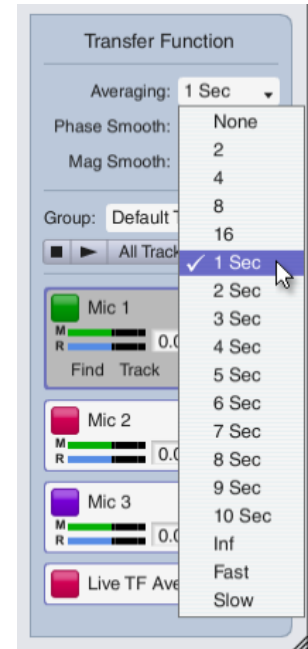 Transfer Function
Averaging: 1 Sec
Phase Smooth:
Mag Smooth:
None
2
4
8
16
✓ 1 Sec
2 Sec
3 Sec
4 Sec
5 Sec
6 Sec
7 Sec
8 Sec
9 Sec
10 Sec
Inf
Fast
Slow
Group: Default
All Track
Mic 1
M
R 0.0
Find Track
Mic 2
M
R 0.0
Mic 3
M
R 0.0
Live TF Ave